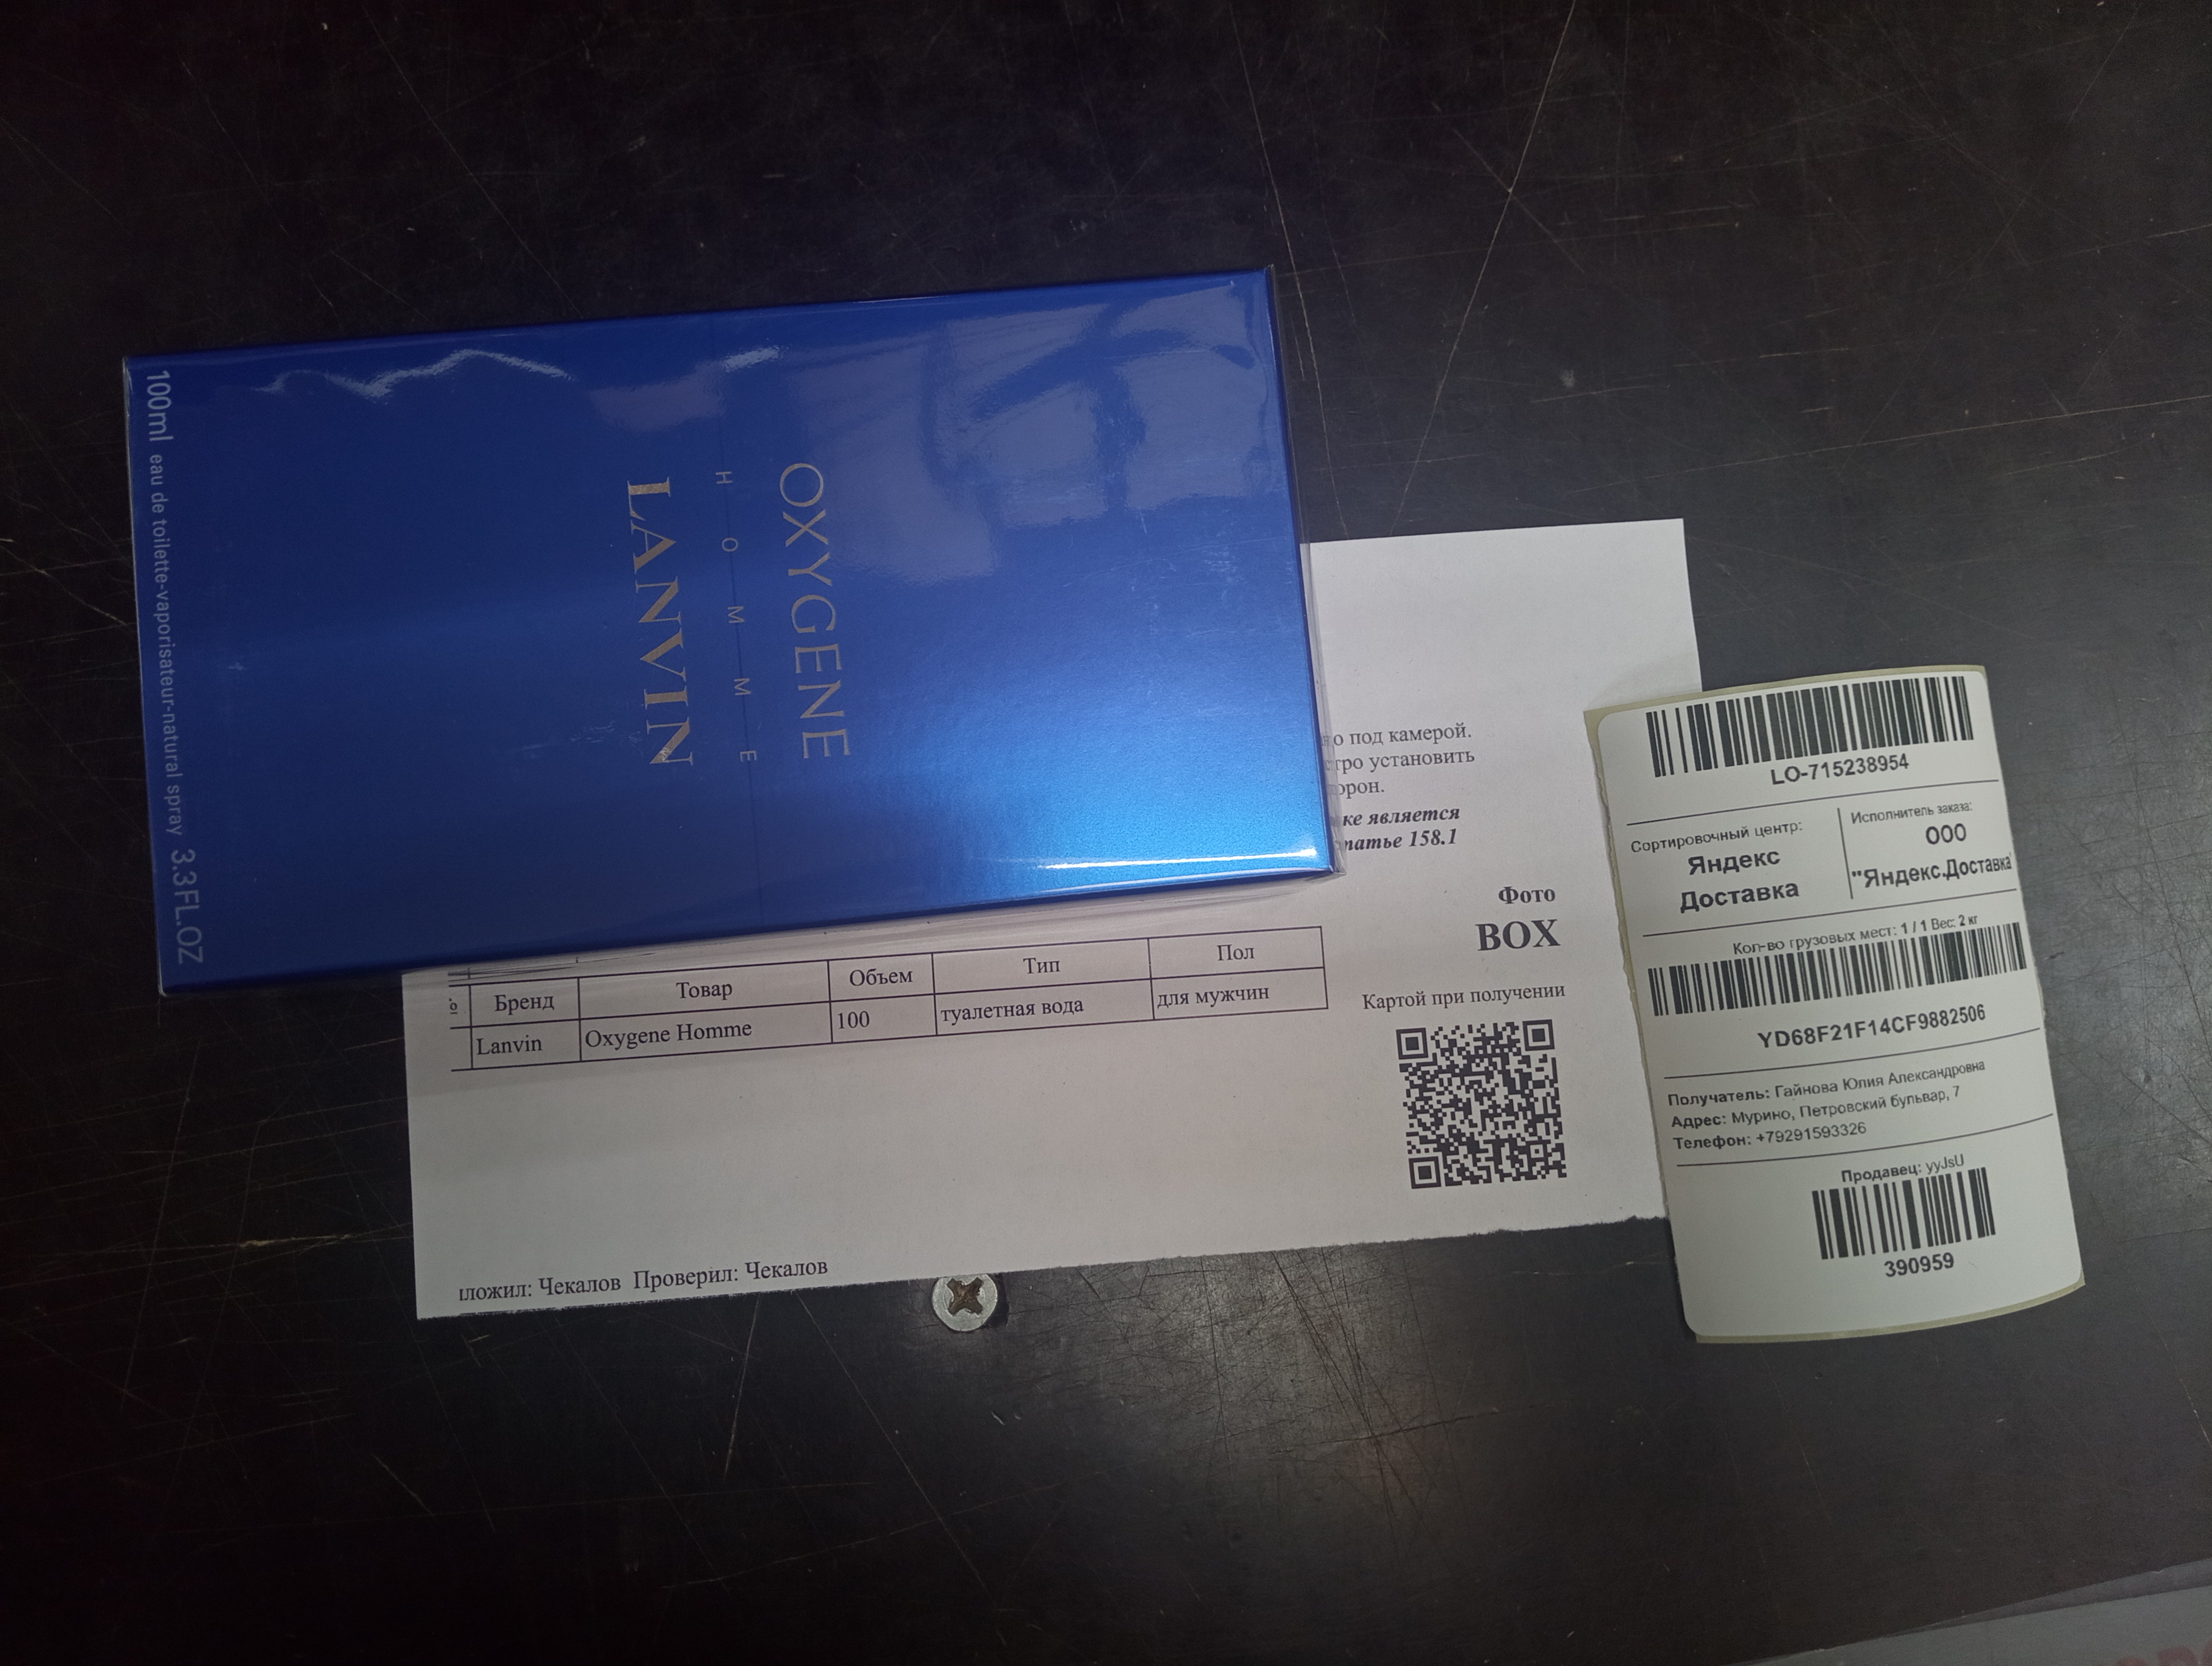 OXYGENE
HOMME
LANVIN
100ml eau de toilette-vaporisateur-natural spray 3.3FL.OZ
о под камерой.
тро установить
орон.
ке является
татье 158.1
Фото
BOX
Картой при получении
Бренд Товар Объем Тип Пол
Lanvin Oxygene Homme 100 туалетная вода для мужчин
ложил: Чекалов Проверил: Чекалов
LO-715238954
Сортировочный центр:
Яндекс
Доставка
Исполнитель заказа:
ООО
"Яндекс.Доставка
Кол-во грузовых мест: 1 / 1 Вес: 2 кг
YD68F21F14CF9882506
Получатель: Гайнова Юлия Александровна
Адрес: Мурино, Петровский бульвар, 7
Телефон: +79291593326
Продавец: yyJsU
390959